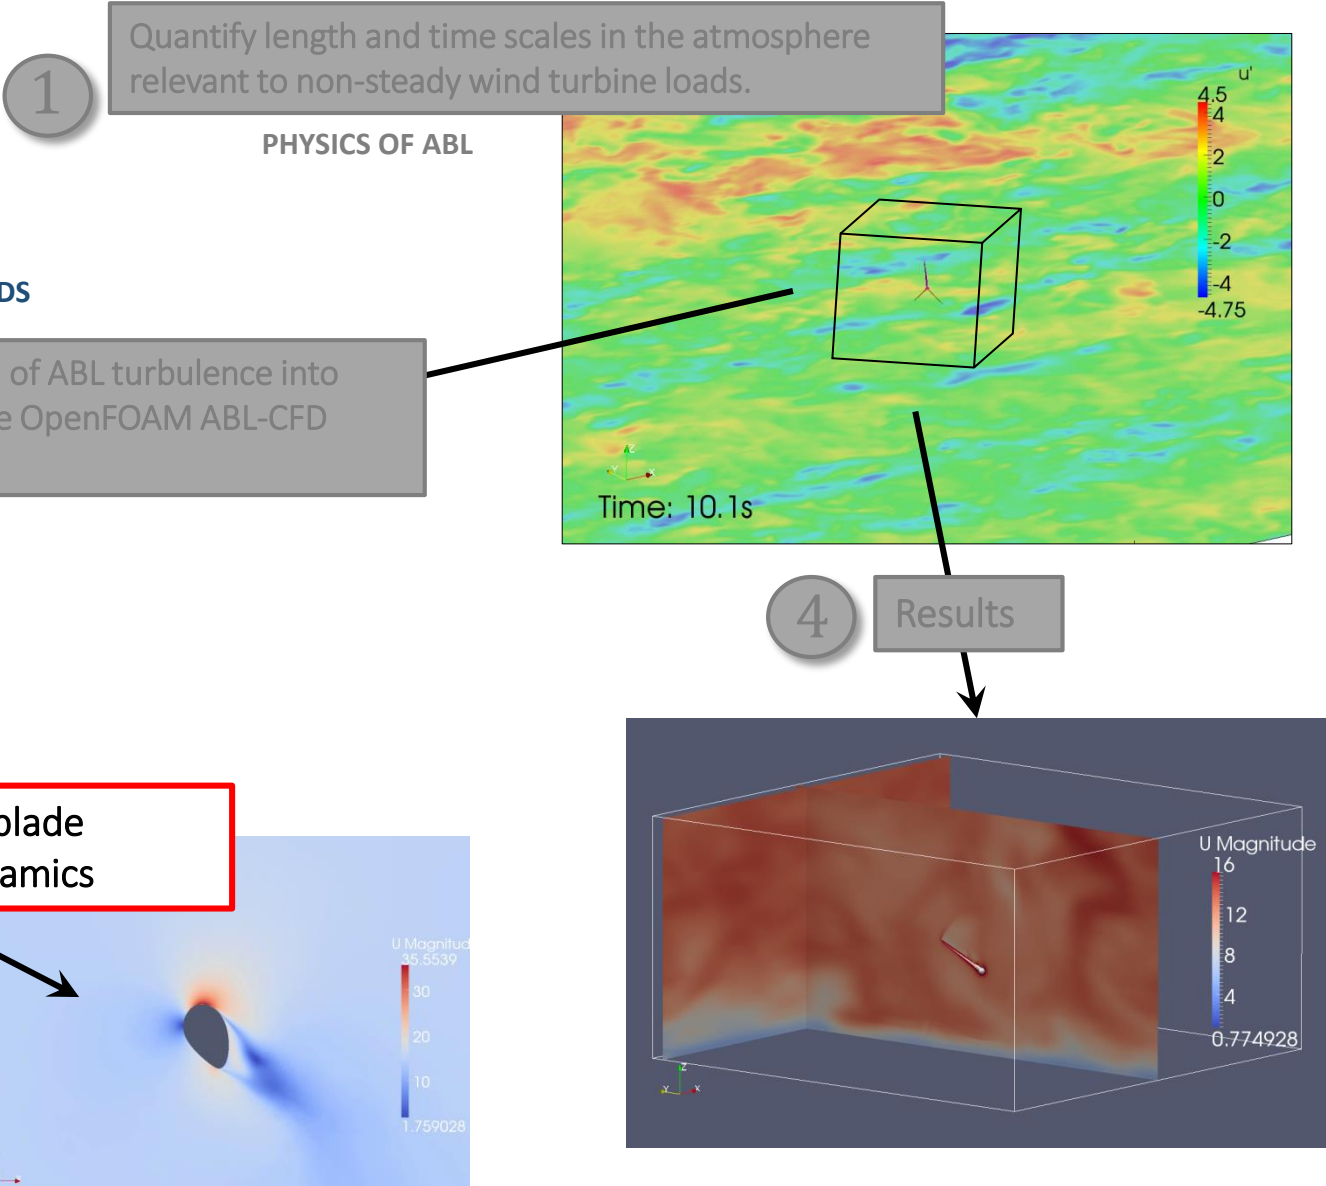 Quantify length and time scales in the atmosphere
relevant to non-steady wind turbine loads.
1
PHYSICS OF ABL
u'
4.5
4
2
0
-2
-4
-4.75
DS
of ABL turbulence into
e OpenFOAM ABL-CFD
Z
Y
X
Time: 10.1s
4
Results
blade
amics
U Magnitud
35.5539
30
20
10
1.759028
U Magnitude
16
12
8
4
0.774928
Z
Y
X